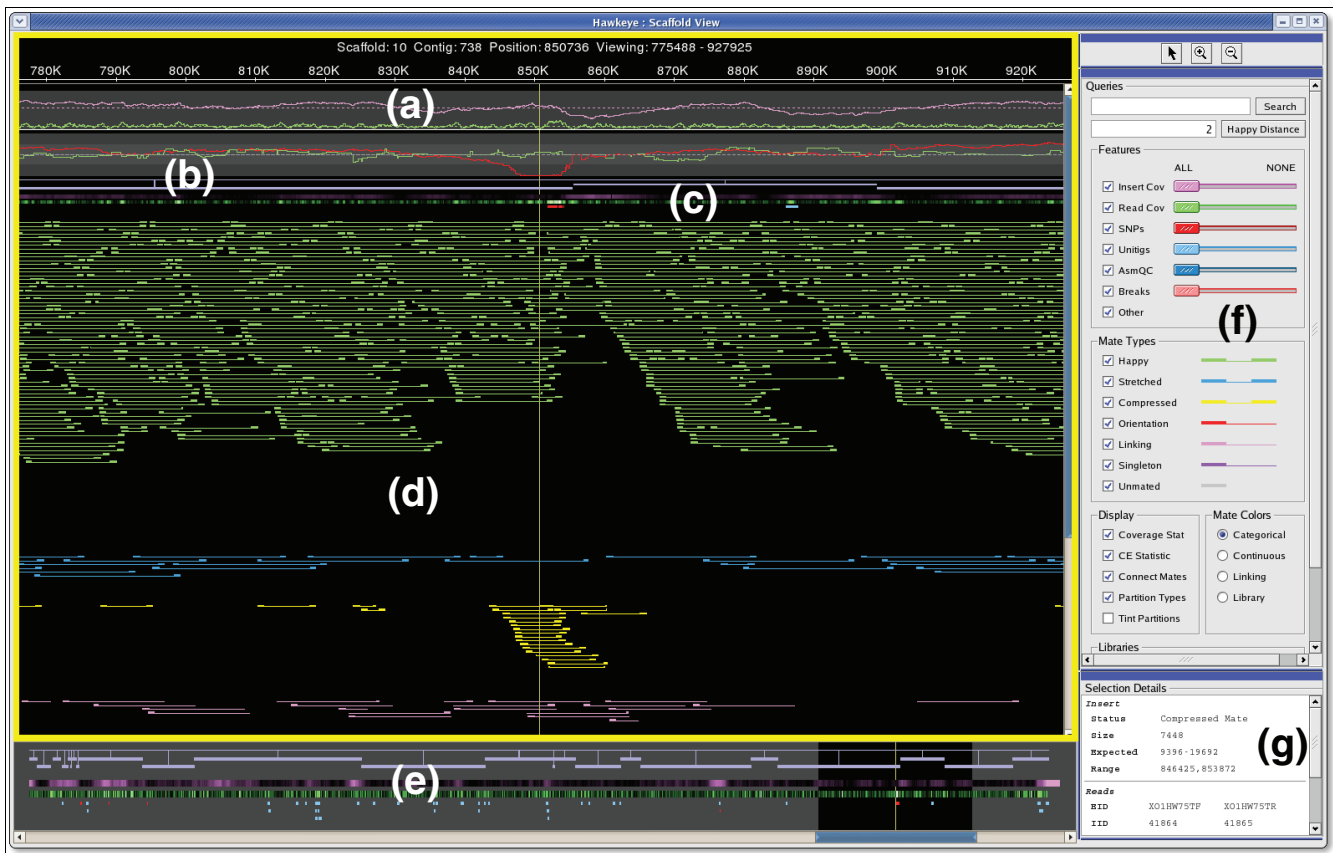 Hawkeye : Scaffold View
Scaffold: 10 Contig: 738 Position: 850736 Viewing: 775488 - 927925
780K 790K 800K 810K 820K 830K 840K 850K 860K 870K 880K 890K 900K 910K 920K
(a)
(b)
(c)
(d)
(e)
Queries
Search
2 Happy Distance
Features
ALL NONE
Insert Cov
Read Cov
SNPs
Unitigs
AsmQC
Breaks
Other
(f)
Mate Types
Happy
Stretched
Compressed
Orientation
Linking
Singleton
Unmated
Display
Coverage Stat
CE Statistic
Connect Mates
Partition Types
Tint Partitions
Mate Colors
Categorical
Continuous
Linking
Library
Libraries
Selection Details
Insert
Status Compressed Mate
Size 7448
Expected 9396-19692
Range 846425,853872
(g)
Reads
EID X01HW75TF X01HW75TR
IID 41864 41865